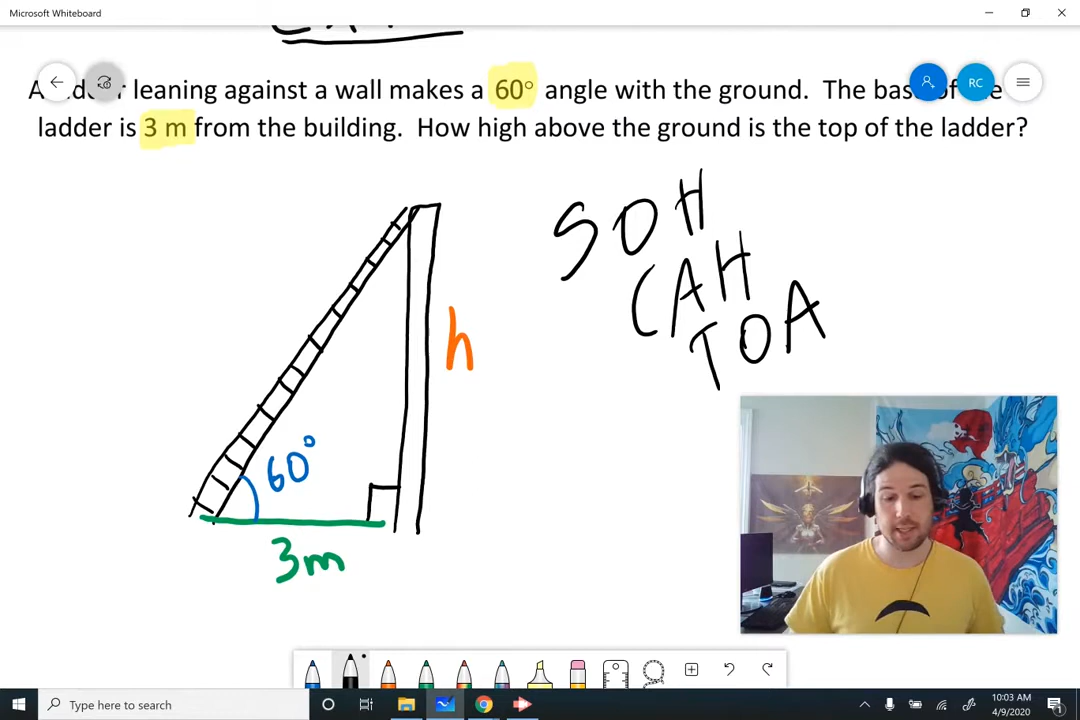 Microsoft Whiteboard
RC
leaning against a wall makes a 60° angle with the ground. The base of
ladder is 3 m from the building. How high above the ground is the top of the ladder?
SOH
CAH
TOA
h
60°
3m
Type here to search
10:03 AM
4/9/2020
1